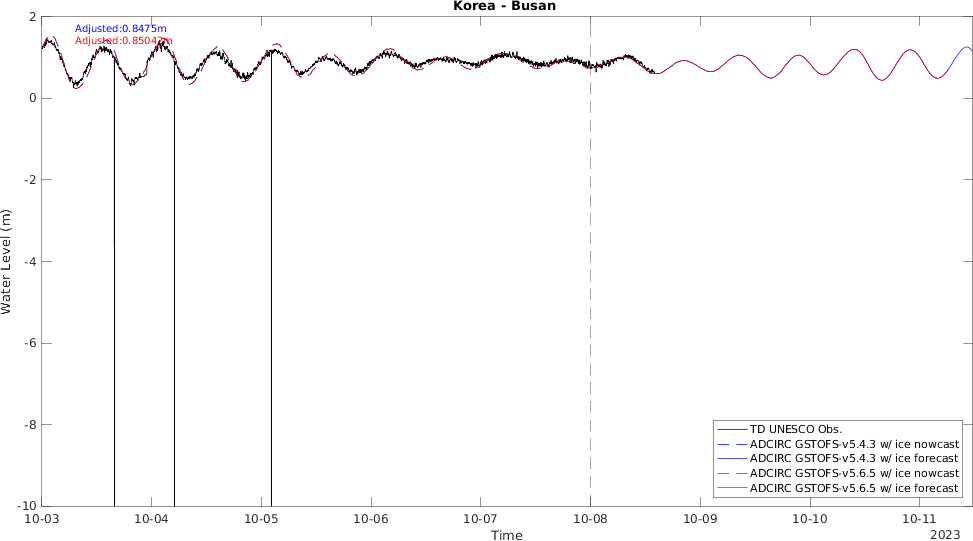 Korea - Busan
Adjusted:0.8475m
Adjusted:0.85042m
Water Level (m)
2
0
-2
-4
-6
-8
-10
10-03
10-04
10-05
10-06
10-07
10-08
10-09
10-10
10-11
Time
2023
TD UNESCO Obs.
ADCIRC GSTOFS-v5.4.3 w/ ice nowcast
ADCIRC GSTOFS-v5.4.3 w/ ice forecast
ADCIRC GSTOFS-v5.6.5 w/ ice nowcast
ADCIRC GSTOFS-v5.6.5 w/ ice forecast